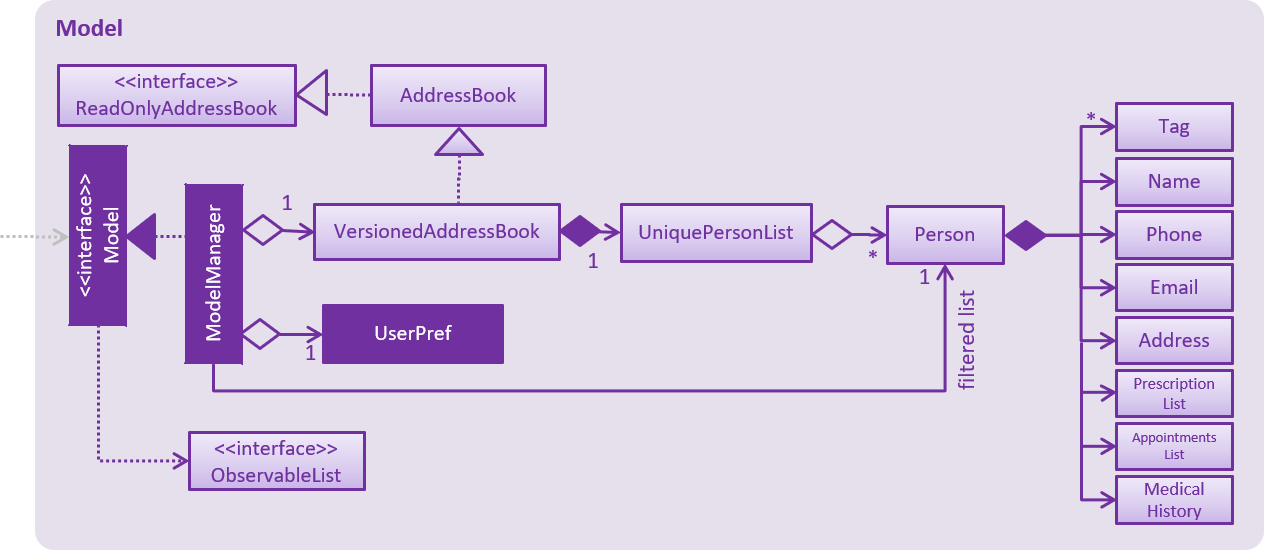 Model
<<interface>>
ReadOnlyAddressBook
AddressBook
<<interface>>
Model
ModelManager
1
VersionedAddressBook
1
UniquePersonList
*
Person
1
filtered list
1
UserPref
<<interface>>
ObservableList
*
Tag
Name
Phone
Email
Address
Prescription
List
Appointments
List
Medical
History